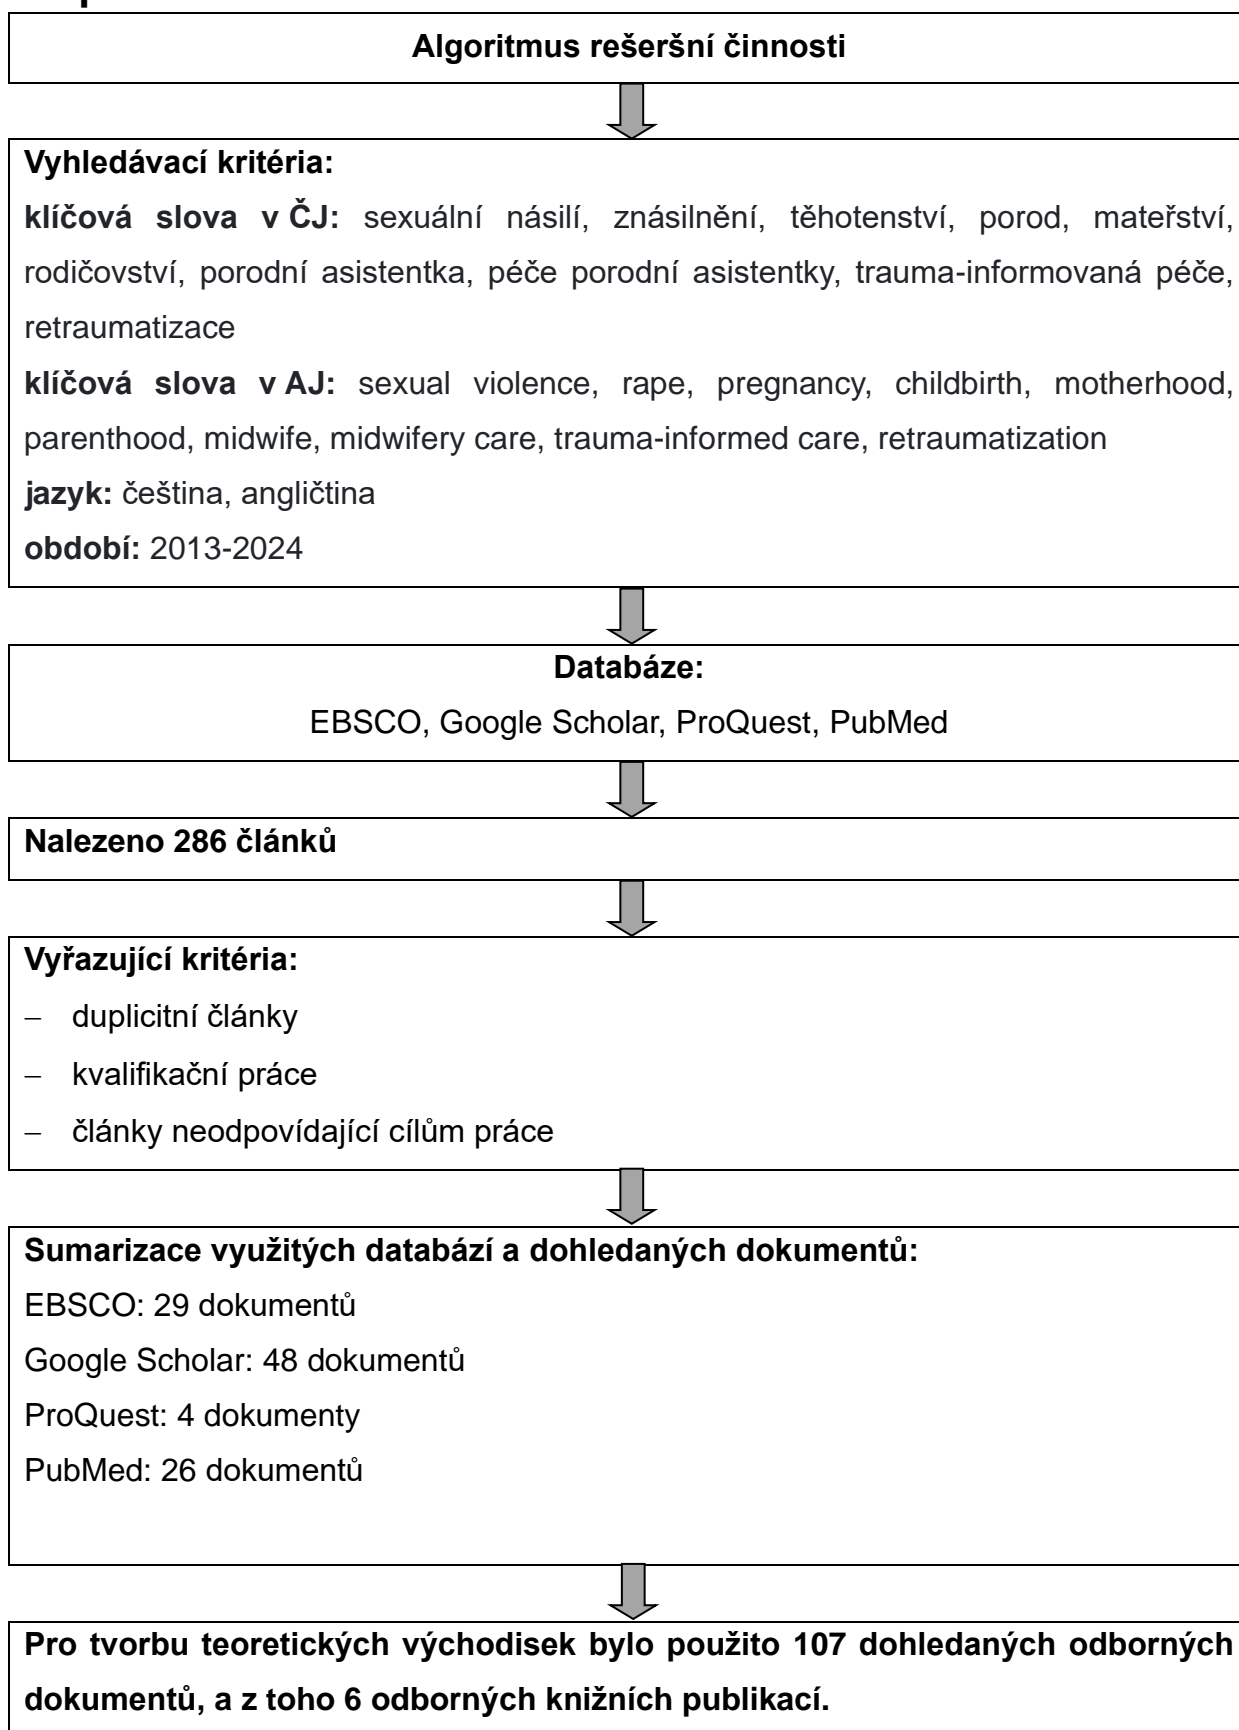 Algoritmus rešeršní činnosti
Vyhledávací kritéria:
klíčová slova v ČJ: sexuální násilí, znásilnění, těhotenství, porod, mateřství,
rodičovství, porodní asistentka, péče porodní asistentky, trauma-informovaná péče,
retraumatizace
klíčová slova v AJ: sexual violence, rape, pregnancy, childbirth, motherhood,
parenthood, midwife, midwifery care, trauma-informed care, retraumatization
jazyk: čeština, angličtina
období: 2013-2024
Databáze:
EBSCO, Google Scholar, ProQuest, PubMed
Nalezeno 286 článků
Vyřazující kritéria:
– duplicitní články
– kvalifikační práce
– články neodpovídající cílům práce
Sumarizace využitých databází a dohledaných dokumentů:
EBSCO: 29 dokumentů
Google Scholar: 48 dokumentů
ProQuest: 4 dokumenty
PubMed: 26 dokumentů
Pro tvorbu teoretických východisek bylo použito 107 dohledaných odborných
dokumentů, a z toho 6 odborných knižních publikací.